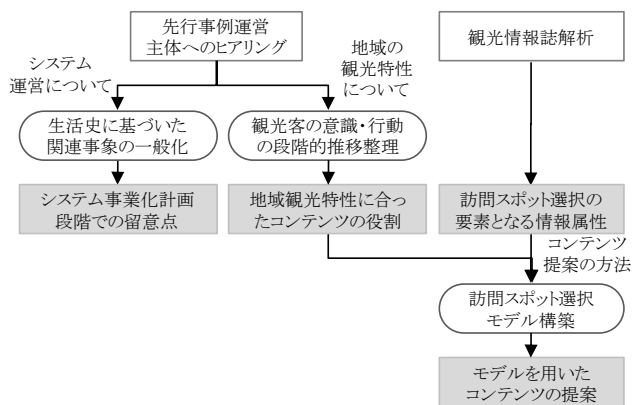 先行事例運営
主体へのヒアリング
観光情報誌解析
システム
運営について
地域の
観光特性
について
生活史に基づいた
関連事象の一般化
観光客の意識・行動
の段階的推移整理
システム事業化計画
段階での留意点
地域観光特性に合っ
たコンテンツの役割
訪問スポット選択の
要素となる情報属性
コンテンツ
提案の方法
訪問スポット選択
モデル構築
モデルを用いた
コンテンツの提案